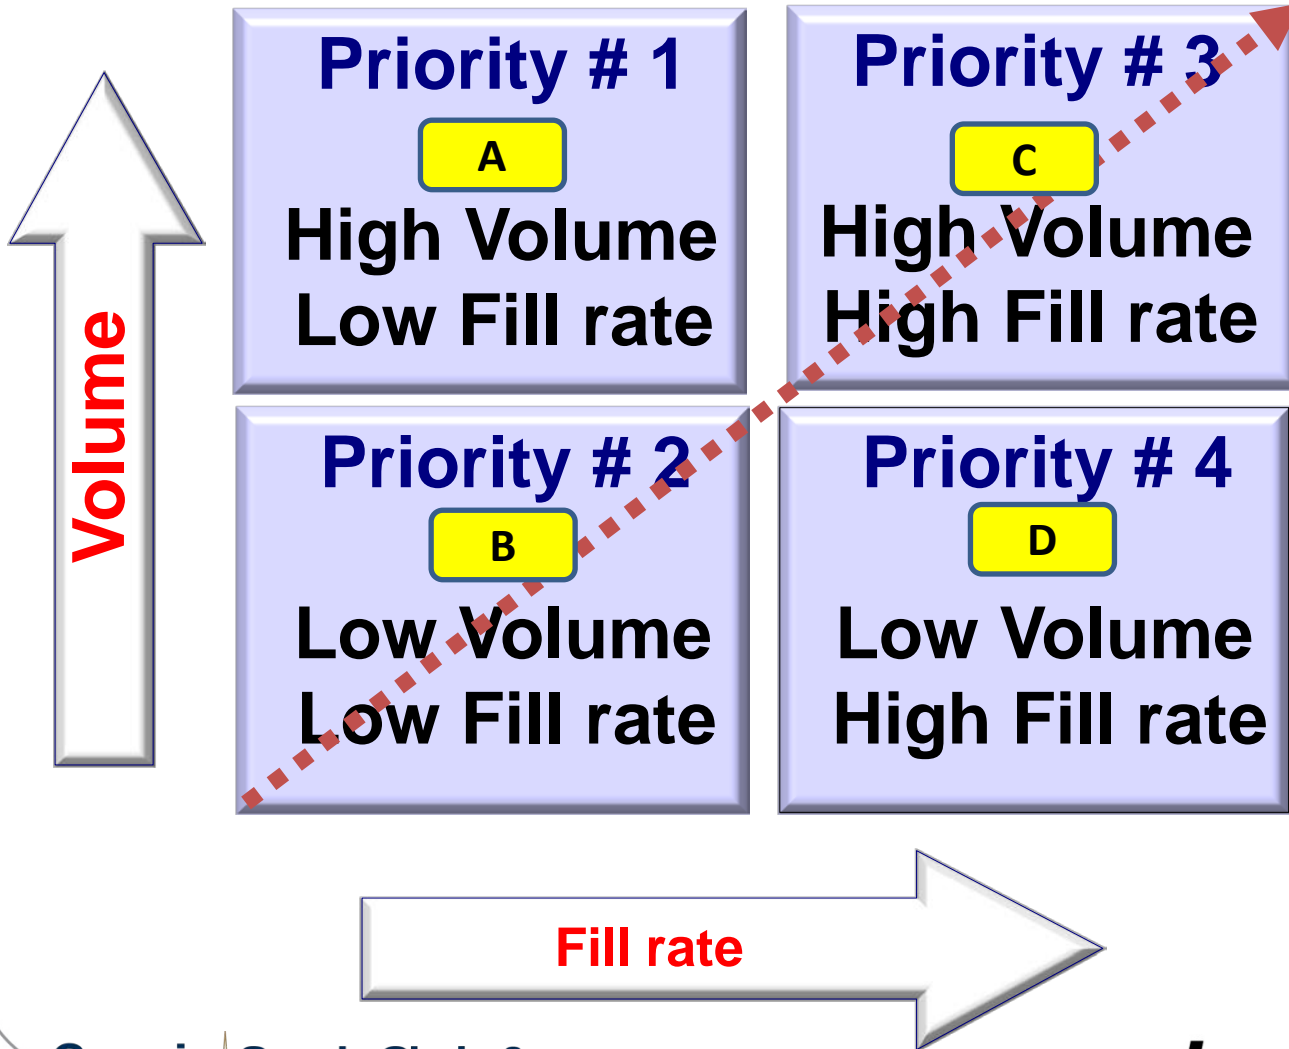 Priority # 1
A
High Volume
Low Fill rate
Priority # 3
C
High Volume
High Fill rate
Volume
Priority # 2
B
Low Volume
Low Fill rate
Priority # 4
D
Low Volume
High Fill rate
Fill rate